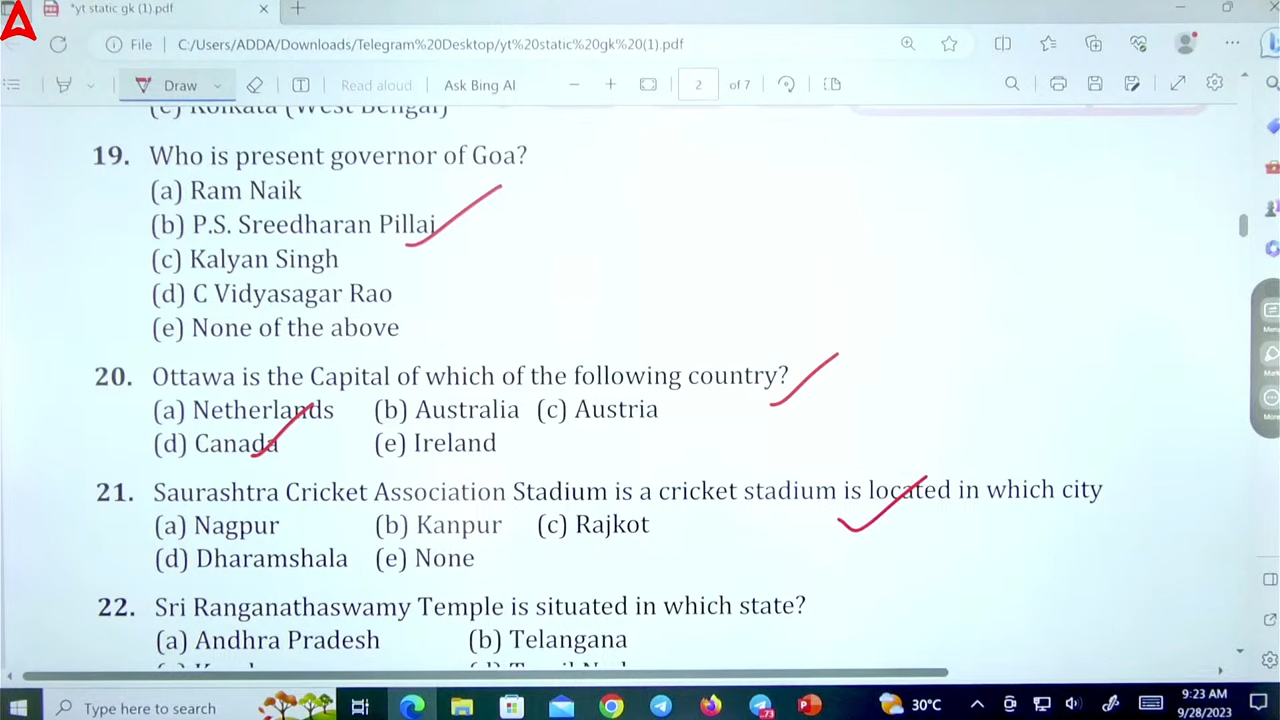 *yt static gk (1).pdf
File C:/Users/ADDA/Downloads/Telegram%20Desktop/yt%20static%20gk%20(1).pdf
Draw Read aloud Ask Bing AI 2 of 7
(c) Kolkata (West Bengal)
19. Who is present governor of Goa?
(a) Ram Naik
(b) P.S. Sreedharan Pillai
(c) Kalyan Singh
(d) C Vidyasagar Rao
(e) None of the above
20. Ottawa is the Capital of which of the following country?
(a) Netherlands (b) Australia (c) Austria
(d) Canada (e) Ireland
21. Saurashtra Cricket Association Stadium is a cricket stadium is located in which city
(a) Nagpur (b) Kanpur (c) Rajkot
(d) Dharamshala (e) None
22. Sri Ranganathaswamy Temple is situated in which state?
(a) Andhra Pradesh (b) Telangana
Type here to search 73 30°C 9:23 AM
9/28/2023